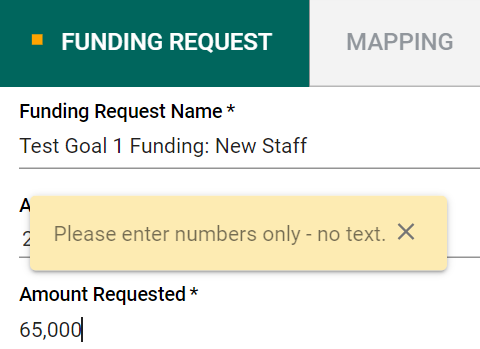 FUNDING REQUEST
MAPPING
Funding Request Name *
Test Goal 1 Funding: New Staff
A
2
Please enter numbers only - no text.
Amount Requested *
65,000